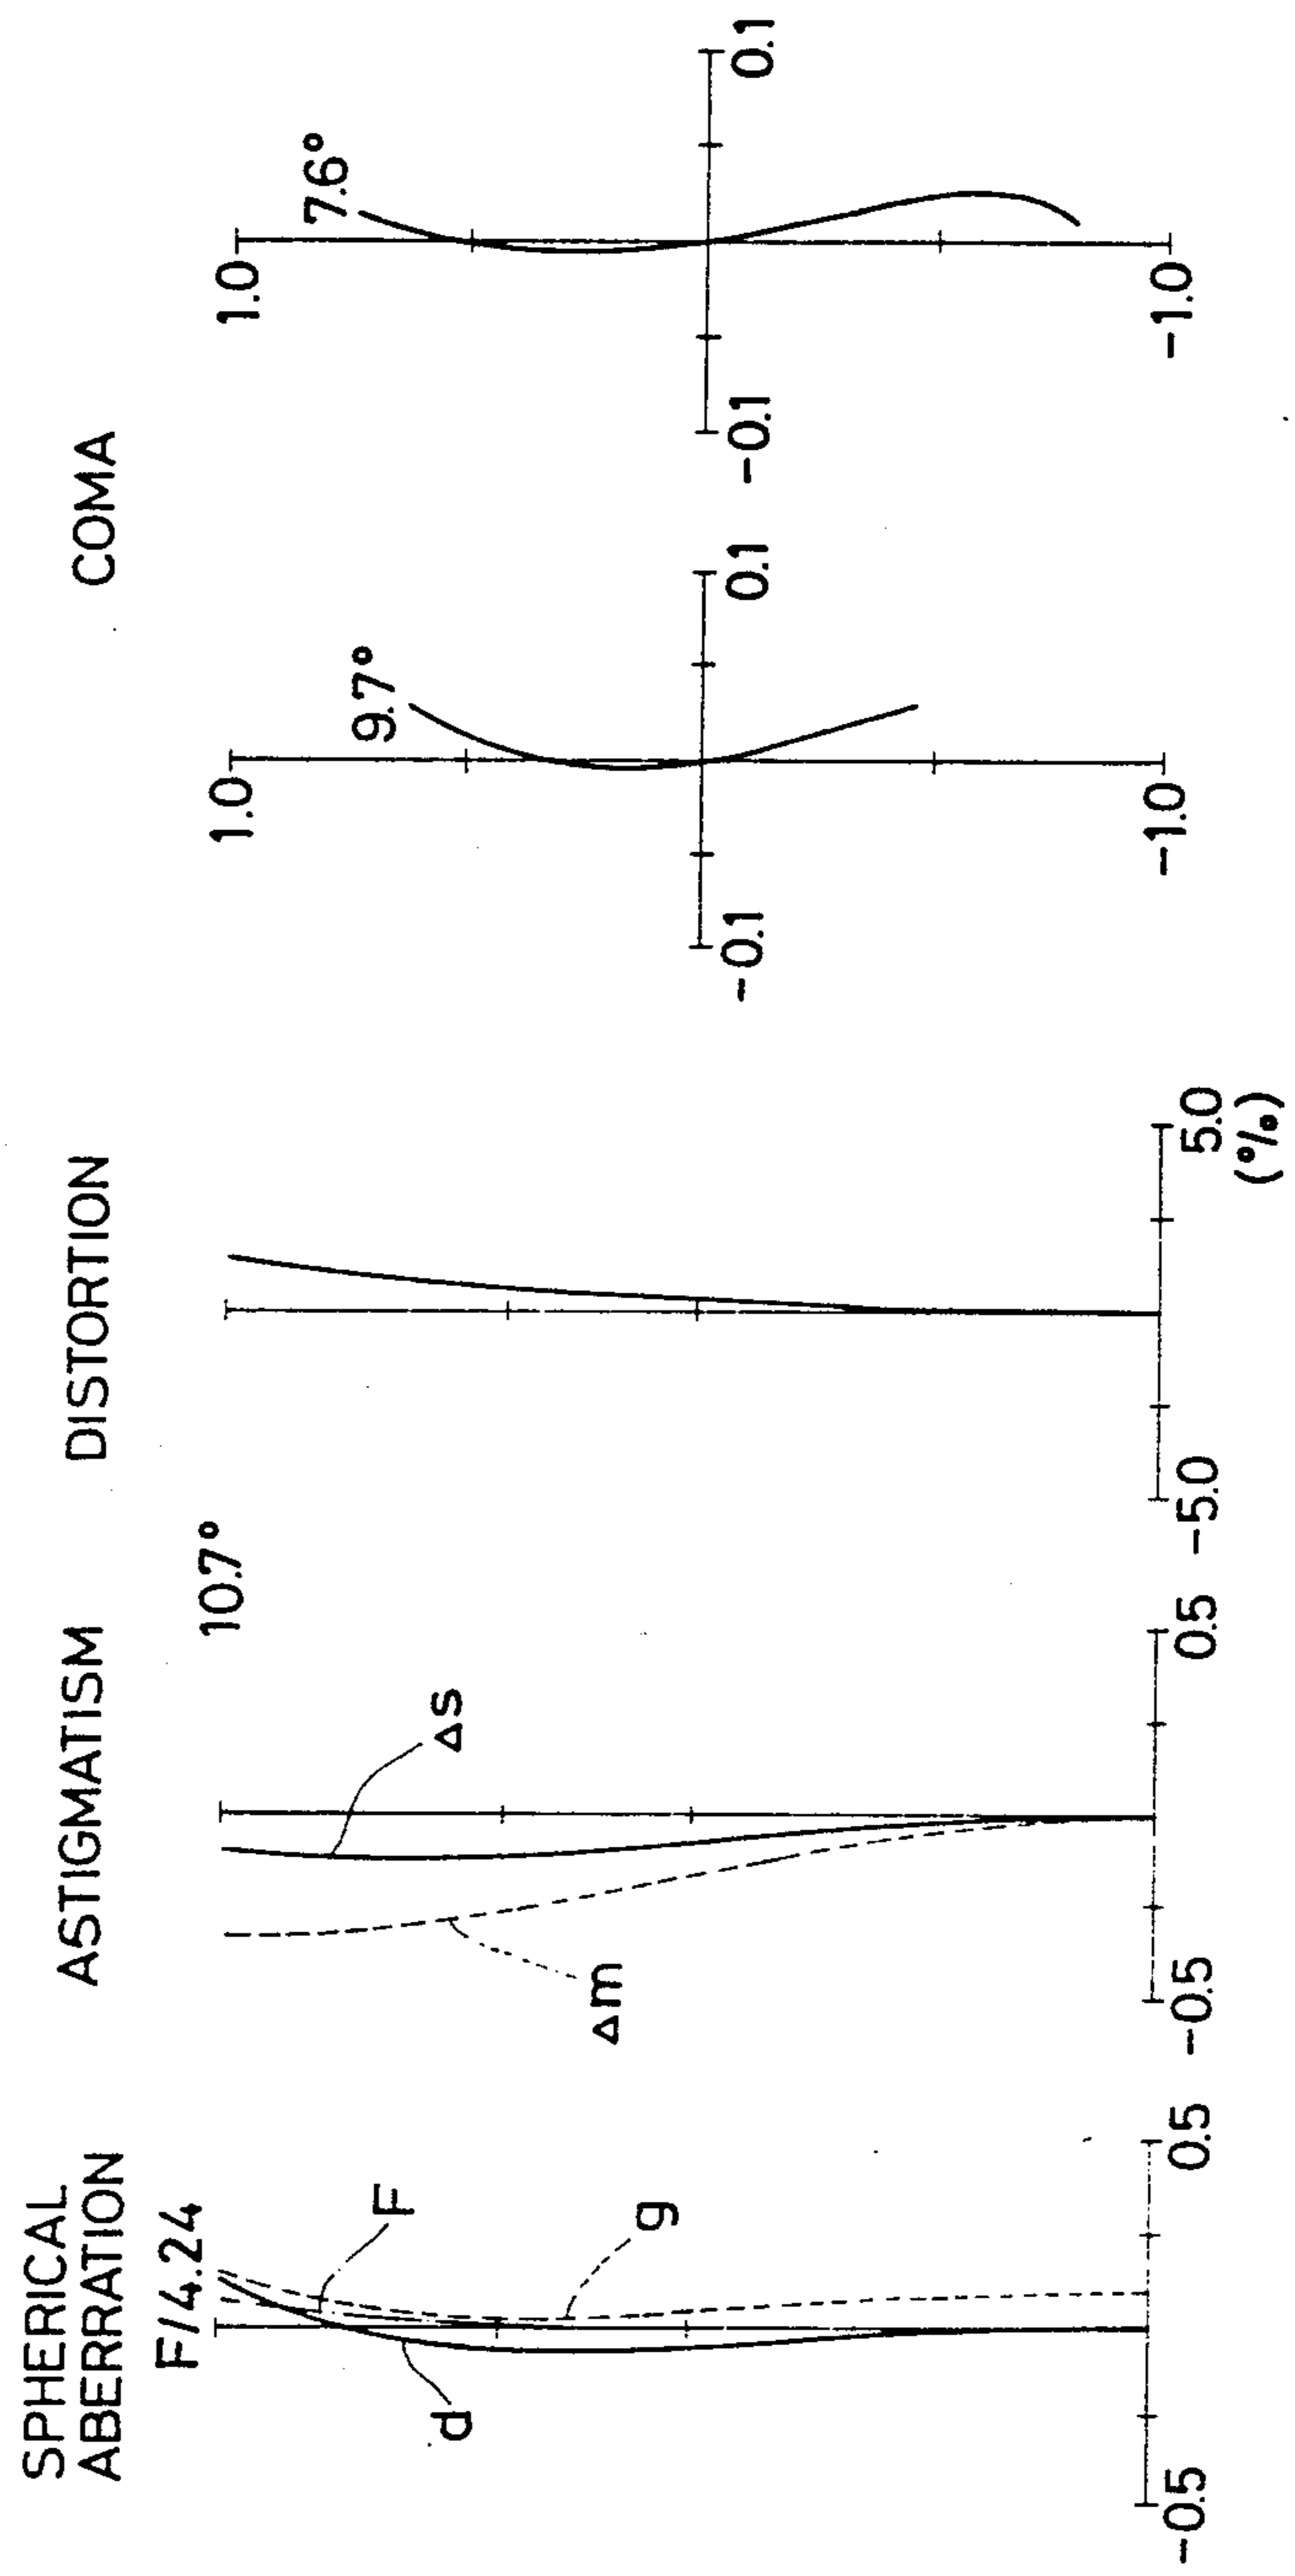 SPHERICAL
ABERRATION
F/4.24
F
g
d
-0.5
0.5
ASTIGMATISM
10.7°
Δs
Δm
-0.5
0.5
DISTORTION
-5.0
5.0
(%)
COMA
1.0
9.7°
-0.1
0.1
-1.0
1.0
7.6°
-0.1
0.1
-1.0